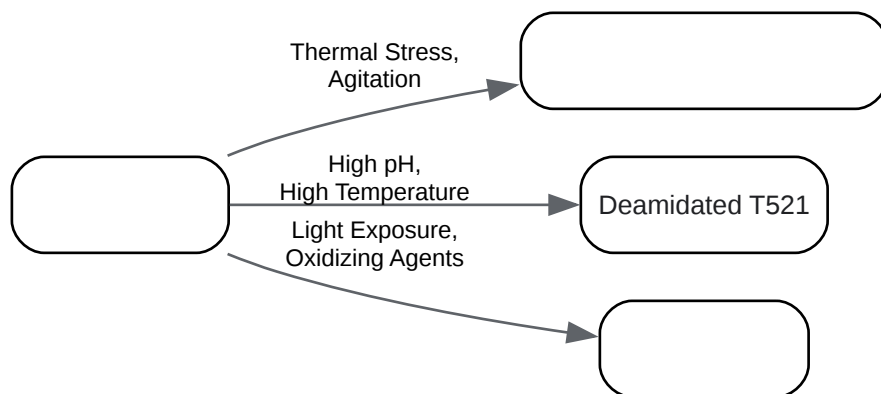 Thermal Stress,
Agitation
High pH,
High Temperature
Deamidated T521
Light Exposure,
Oxidizing Agents